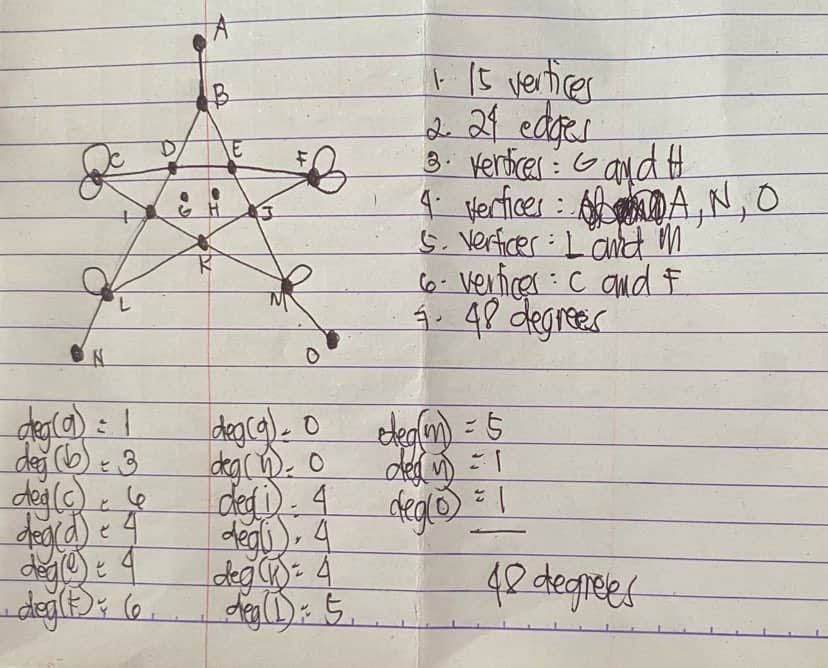 A
B
C
D
E
F
I
G
H
J
K
L
M
N
O
1. 15 vertices
2. 24 edges
3. vertices: G and H
4. vertices: A, N, O
5. vertices: L and M
6. vertices: C and F
7. 48 degrees
deg(a) = 1
deg(b) = 3
deg(c) = 6
deg(d) = 4
deg(e) = 4
deg(f) = 6
deg(g) = 0
deg(h) = 0
deg(i) = 4
deg(j) = 4
deg(k) = 4
deg(l) = 5
deg(m) = 5
deg(n) = 1
deg(o) = 1
48 degrees